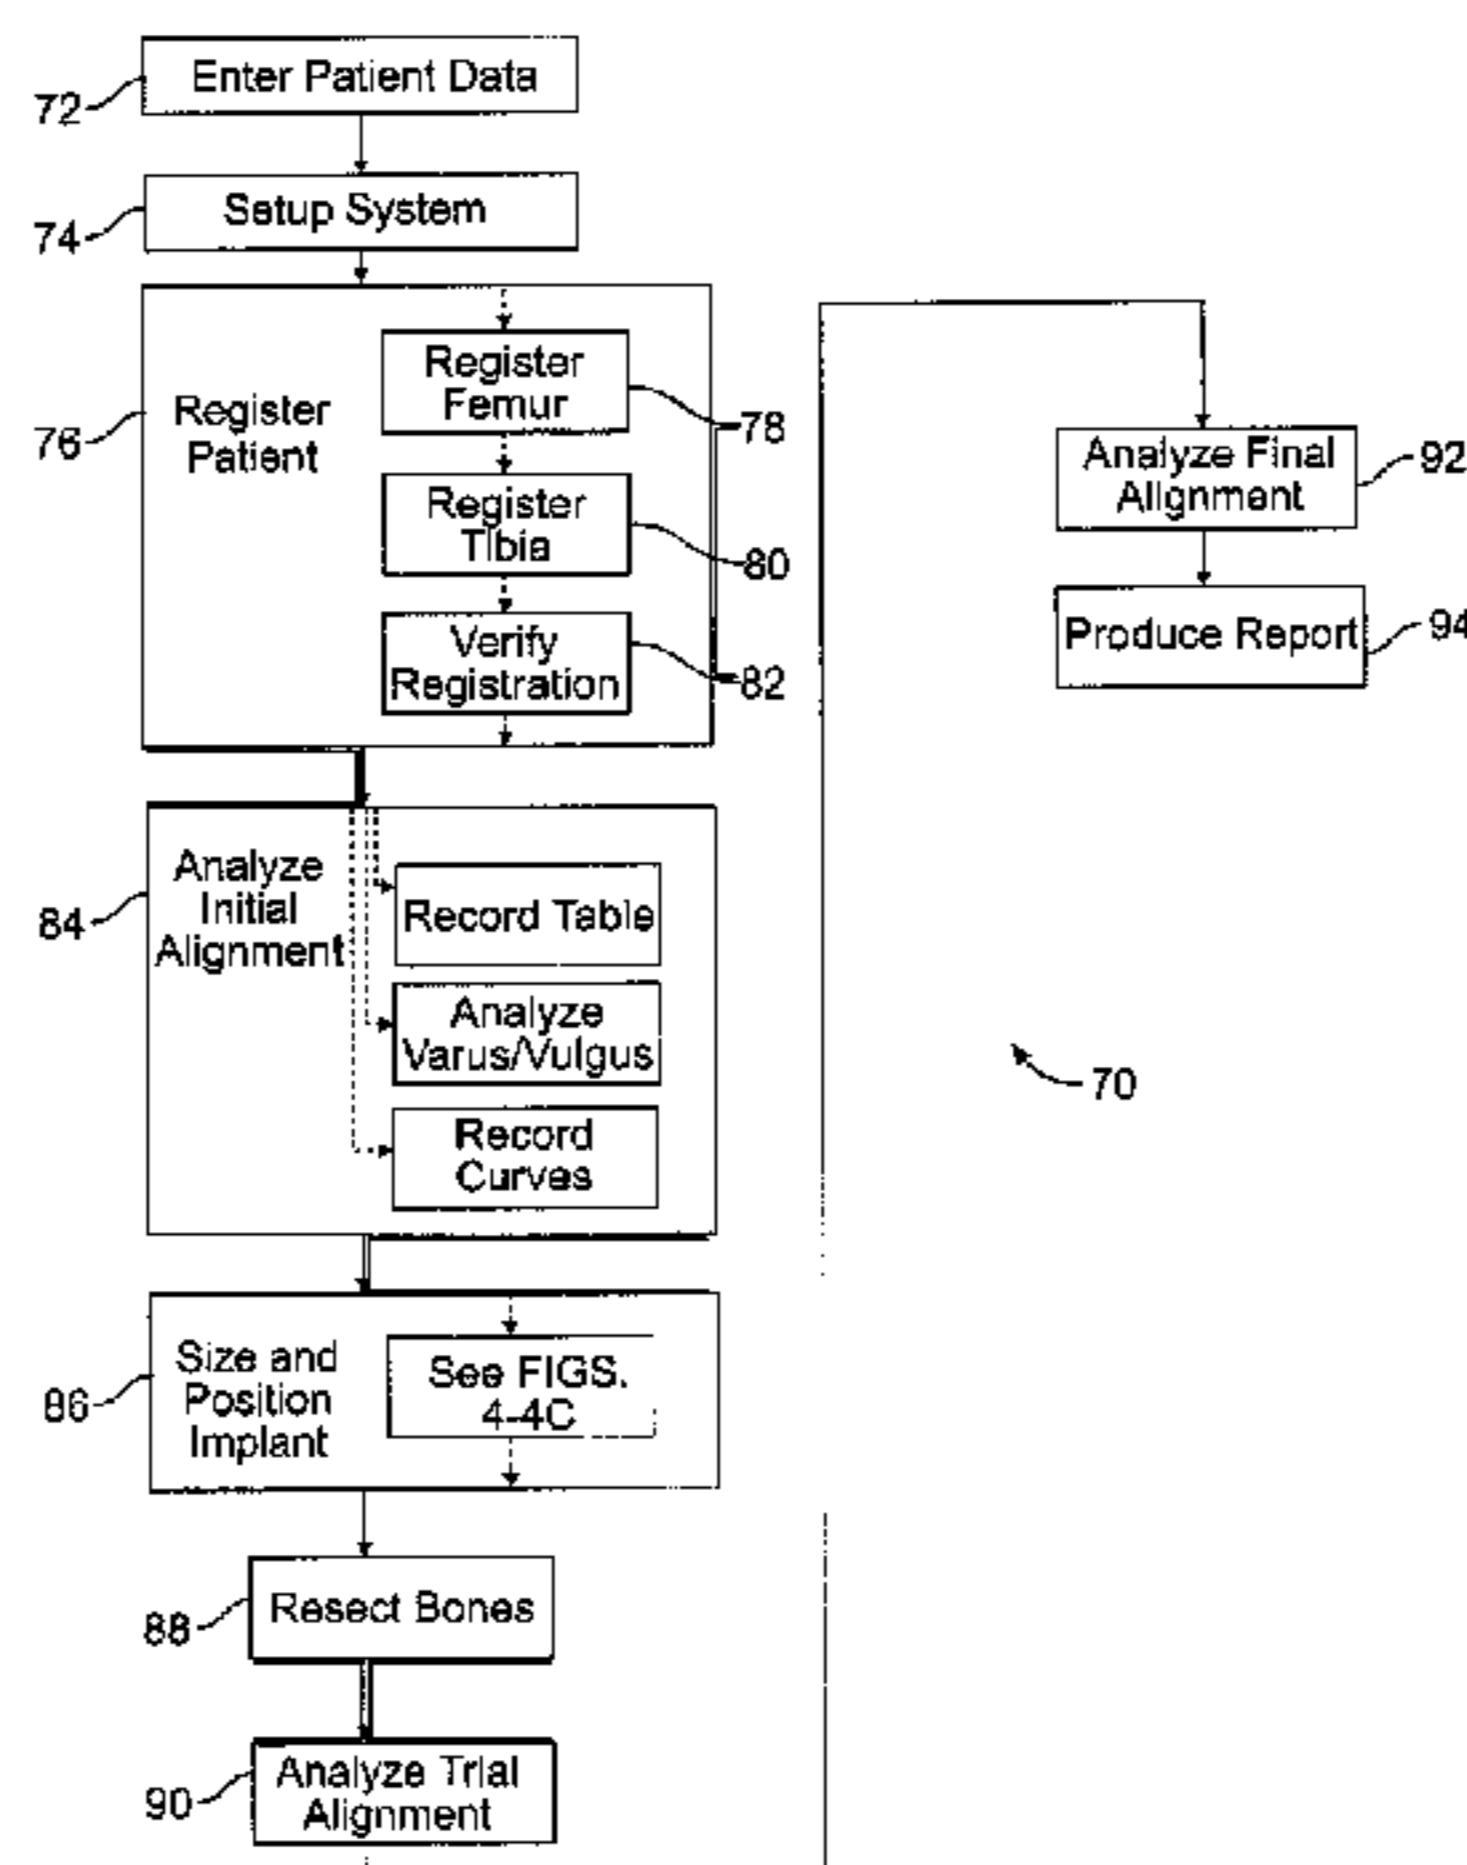 Enter Patient Data
72
Setup System
74
Register
Patient
76
Register
Femur
78
Register
Tibia
80
Verify
Registration
82
Analyze
Initial
Alignment
84
Record Table
Analyze
Varus/Vulgus
Record
Curves
Size and
Position
Implant
86
See FIGS.
4-4C
Resect Bones
88
Analyze Trial
Alignment
90
Analyze Final
Alignment
92
Produce Report
94
70